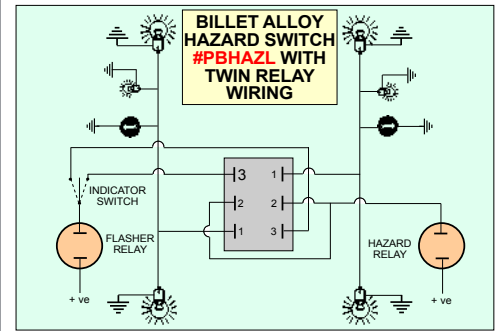 BILLET ALLOY
HAZARD SWITCH
#PBHAZL WITH
TWIN RELAY
WIRING
3 1
INDICATOR
SWITCH
2 2
FLASHER
RELAY
1 3
HAZARD
RELAY
+ ve
+ ve